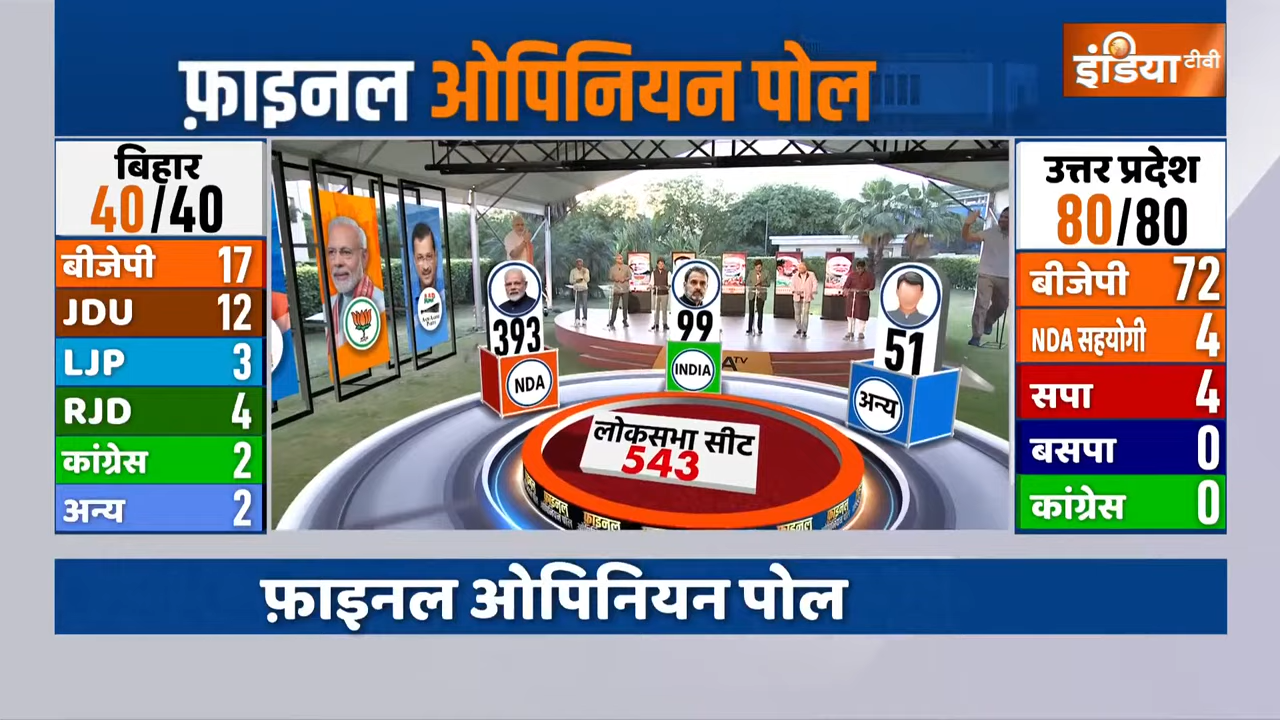 फ़ाइनल ओपिनियन पोल
इंडिया टीवी
बिहार
40/40
बीजेपी 17
JDU 12
LJP 3
RJD 4
कांग्रेस 2
अन्य 2
393
NDA
99
INDIA
51
अन्य
लोकसभा सीट
543
फ़ाइनल
फ़ाइनल
उत्तर प्रदेश
80/80
बीजेपी 72
NDA सहयोगी 4
सपा 4
बसपा 0
कांग्रेस 0
फ़ाइनल ओपिनियन पोल